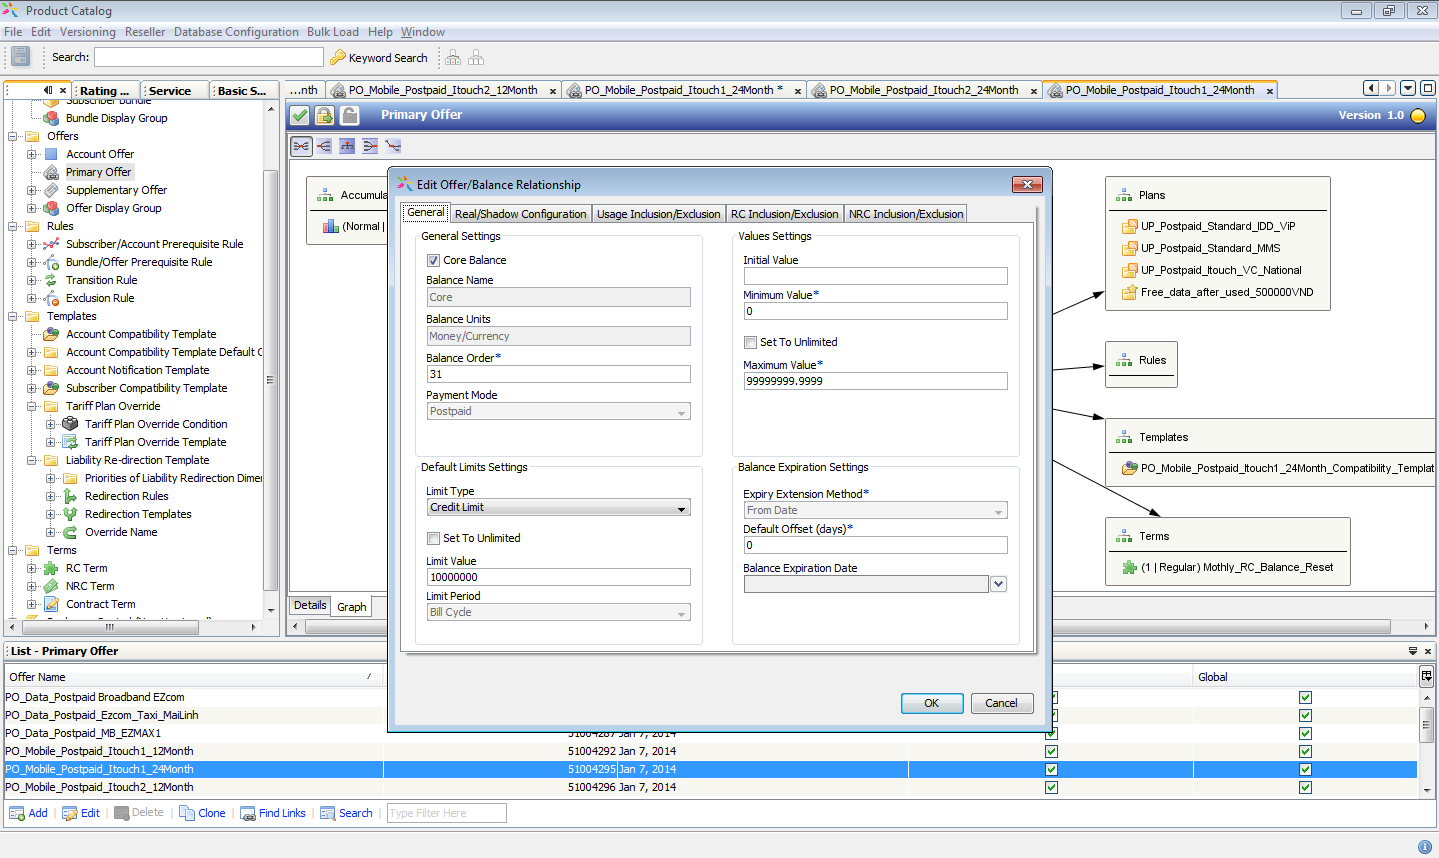 Product Catalog
File Edit Versioning Reseller Database Configuration Bulk Load Help Window
Search: Keyword Search
Rating ... Service Basic S...
...nth PO_Mobile_Postpaid_Itouch2_12Month PO_Mobile_Postpaid_Itouch1_24Month * PO_Mobile_Postpaid_Itouch2_24Month PO_Mobile_Postpaid_Itouch1_24Month
Primary Offer
Version 1.0
Subscriber Bundle
Bundle Display Group
Offers
Account Offer
Primary Offer
Supplementary Offer
Offer Display Group
Rules
Subscriber/Account Prerequisite Rule
Bundle/Offer Prerequisite Rule
Transition Rule
Exclusion Rule
Templates
Account Compatibility Template
Account Compatibility Template Default C
Account Notification Template
Subscriber Compatibility Template
Tariff Plan Override
Tariff Plan Override Condition
Tariff Plan Override Template
Liability Re-direction Template
Priorities of Liability Redirection Dimer
Redirection Rules
Redirection Templates
Override Name
Terms
RC Term
NRC Term
Contract Term
Accumula
(Normal |
Edit Offer/Balance Relationship
General Real/Shadow Configuration Usage Inclusion/Exclusion RC Inclusion/Exclusion NRC Inclusion/Exclusion
General Settings
Core Balance
Balance Name
Core
Balance Units
Money/Currency
Balance Order*
31
Payment Mode
Postpaid
Values Settings
Initial Value
Minimum Value*
0
Set To Unlimited
Maximum Value*
99999999.9999
Default Limits Settings
Limit Type
Credit Limit
Set To Unlimited
Limit Value
10000000
Limit Period
Bill Cycle
Balance Expiration Settings
Expiry Extension Method*
From Date
Default Offset (days)*
0
Balance Expiration Date
OK Cancel
Plans
UP_Postpaid_Standard_IDD_ViP
UP_Postpaid_Standard_MMS
UP_Postpaid_Itouch_VC_National
Free_data_after_used_500000VND
Rules
Templates
PO_Mobile_Postpaid_Itouch1_24Month_Compatibility_Templat
Terms
(1 | Regular) Mothly_RC_Balance_Reset
Details Graph
List - Primary Offer
Offer Name Global
PO_Data_Postpaid Broadband EZcom
PO_Data_Postpaid_Ezcom_Taxi_MaiLinh
PO_Data_Postpaid_MB_EZMAX1 51004287 Jan 7, 2014
PO_Mobile_Postpaid_Itouch1_12Month 51004292 Jan 7, 2014
PO_Mobile_Postpaid_Itouch1_24Month 51004295 Jan 7, 2014
PO_Mobile_Postpaid_Itouch2_12Month 51004296 Jan 7, 2014
Add Edit Delete Clone Find Links Search Type Filter Here